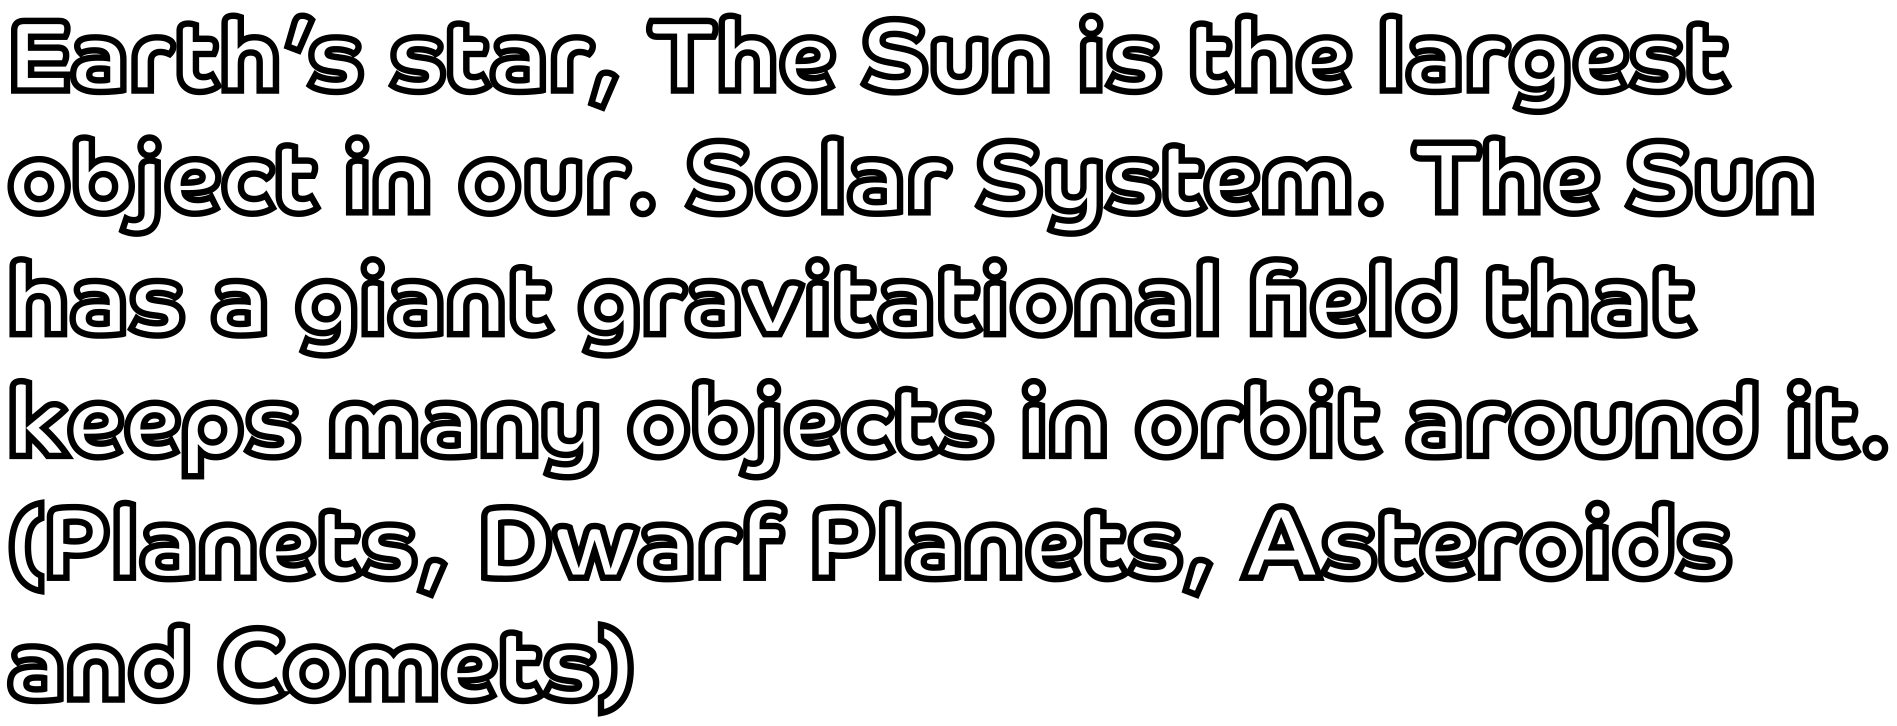 Earth’s star, The Sun is the largest
object in our. Solar System. The Sun
has a giant gravitational field that
keeps many objects in orbit around it.
(Planets, Dwarf Planets, Asteroids
and Comets)